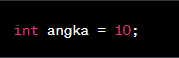 int angka = 10;